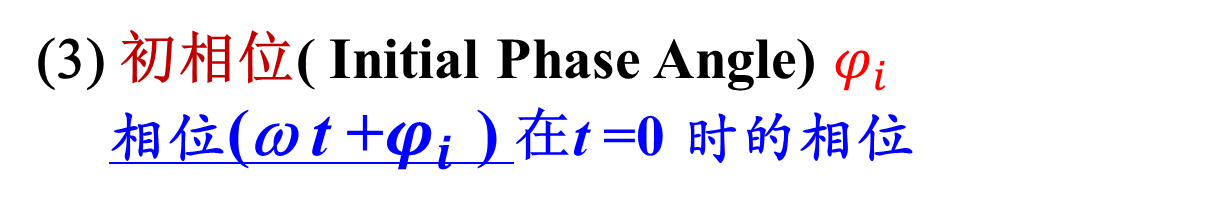 (3) 初相位( Initial Phase Angle) φᵢ
相位(ω t +φᵢ ) 在t =0 时的相位